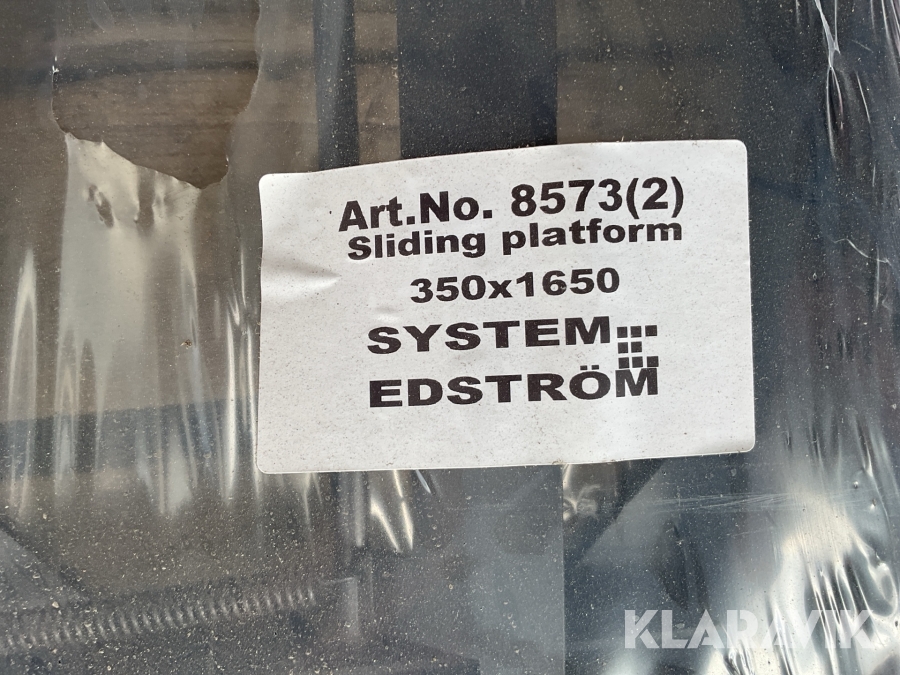 Art.No. 8573(2)
Sliding platform
350x1650
SYSTEM
EDSTRÖM
KLARAVIK